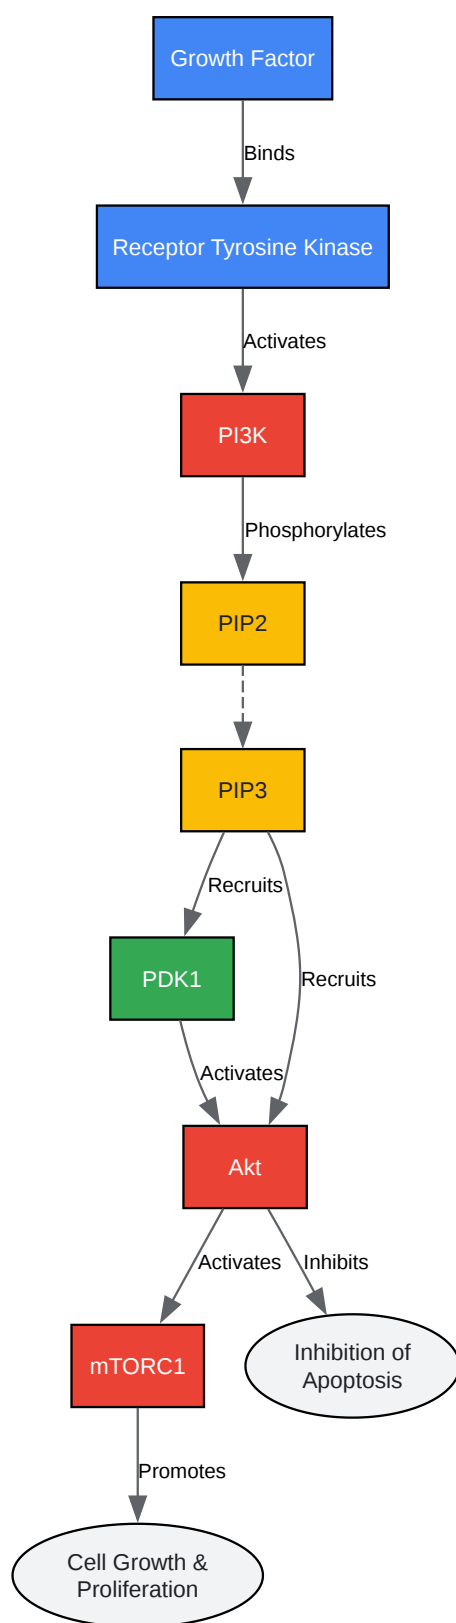 Growth Factor
Binds
Receptor Tyrosine Kinase
Activates
PI3K
Phosphorylates
PIP2
PIP3
Recruits
PDK1
Recruits
Activates
Akt
Activates
Inhibits
mTORC1
Inhibition of
Apoptosis
Promotes
Cell Growth &
Proliferation